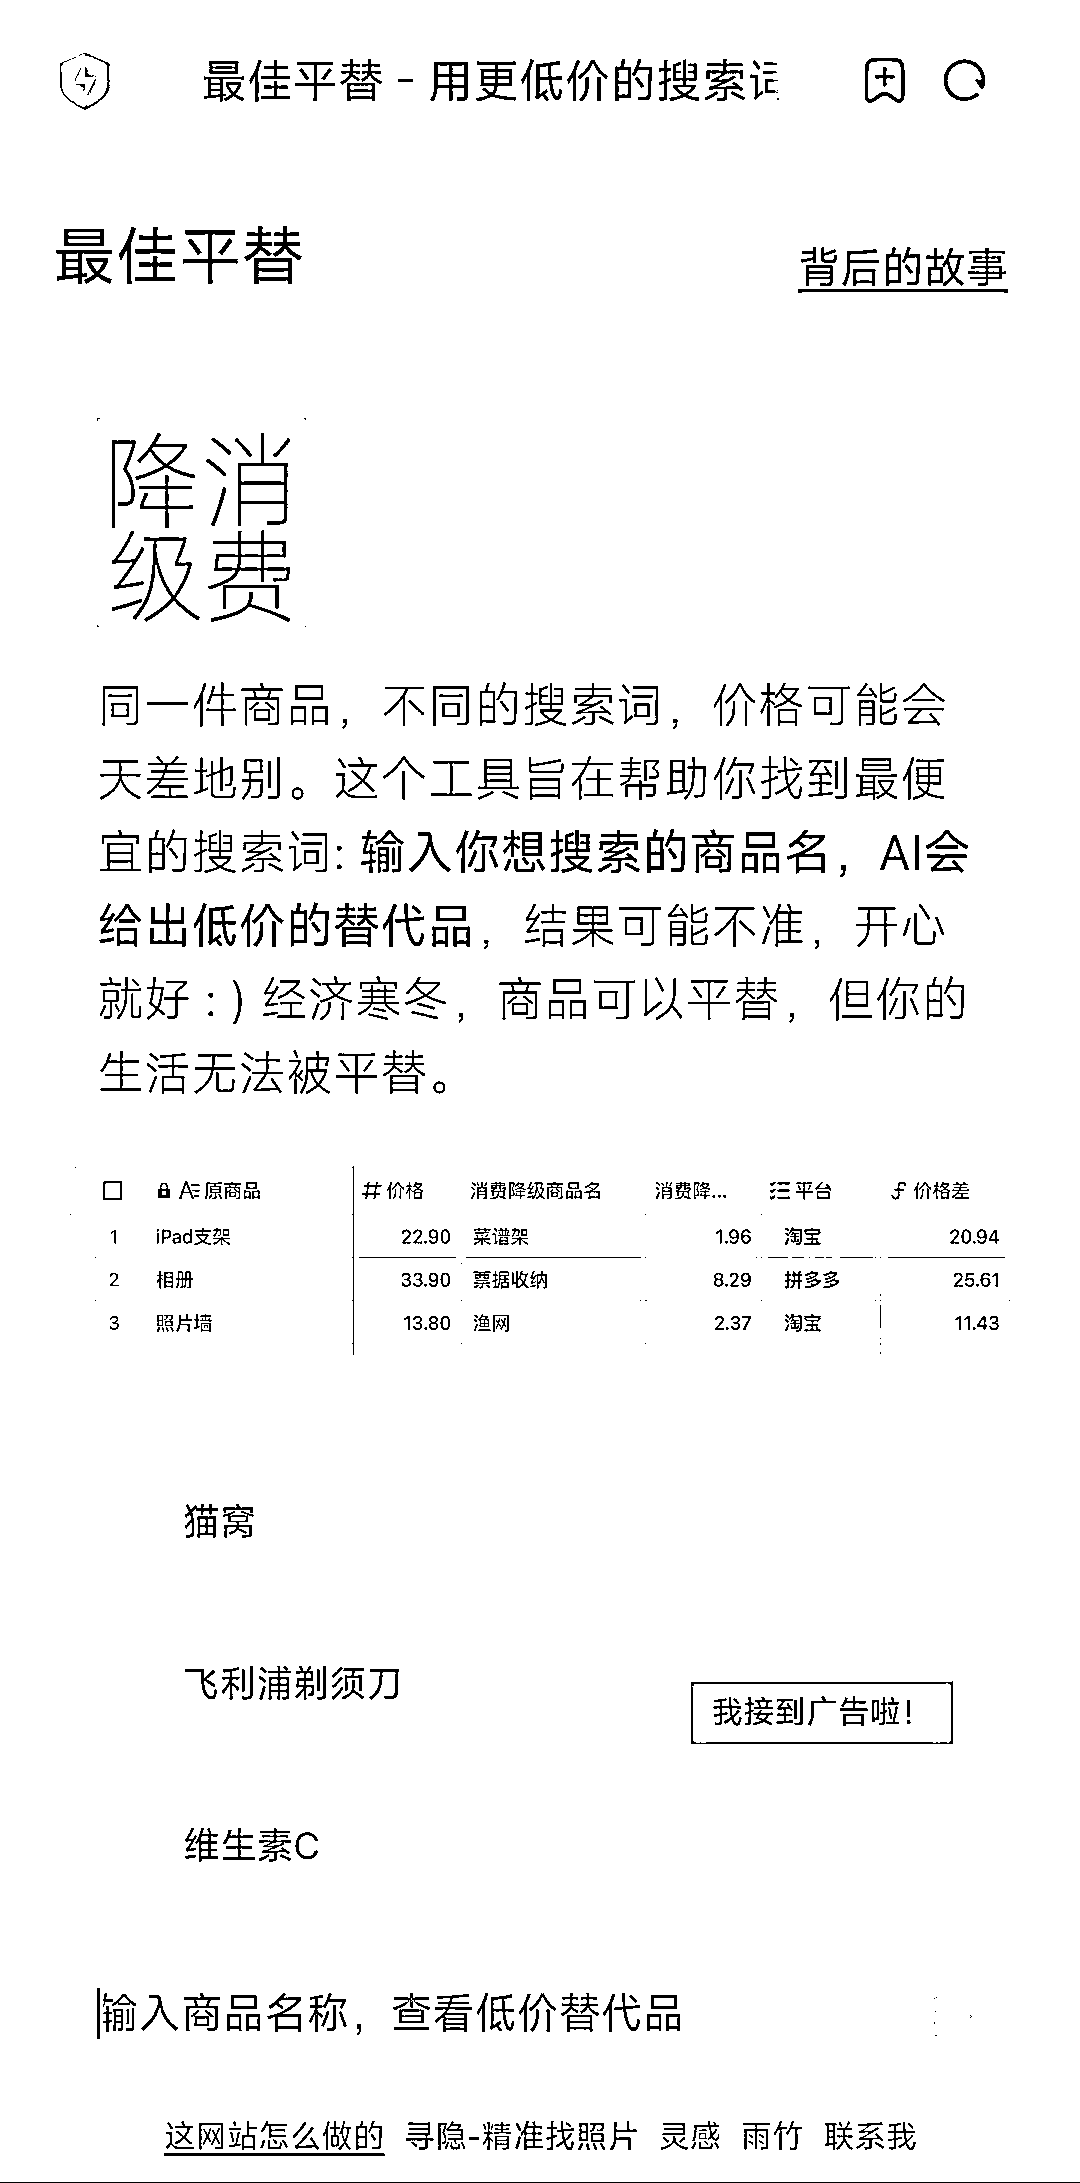 最佳平替 - 用更低价的搜索
最佳平替
背后的故事
降消
级费
同一件商品，不同的搜索词，价格可能会
天差地别。这个工具旨在帮助你找到最便
宜的搜索词: 输入你想搜索的商品名，AI会
给出低价的替代品，结果可能不准，开心
就好 : ) 经济寒冬，商品可以平替，但你的
生活无法被平替。
原商品 # 价格 消费降级商品名 消费降... 平台 价格差
1 iPad支架 22.90 菜谱架 1.96 淘宝 20.94
2 相册 33.90 票据收纳 8.29 拼多多 25.61
3 照片墙 13.80 渔网 2.37 淘宝 11.43
猫窝
飞利浦剃须刀
我接到广告啦！
维生素C
输入商品名称，查看低价替代品
这网站怎么做的 寻隐-精准找照片 灵感 雨竹 联系我